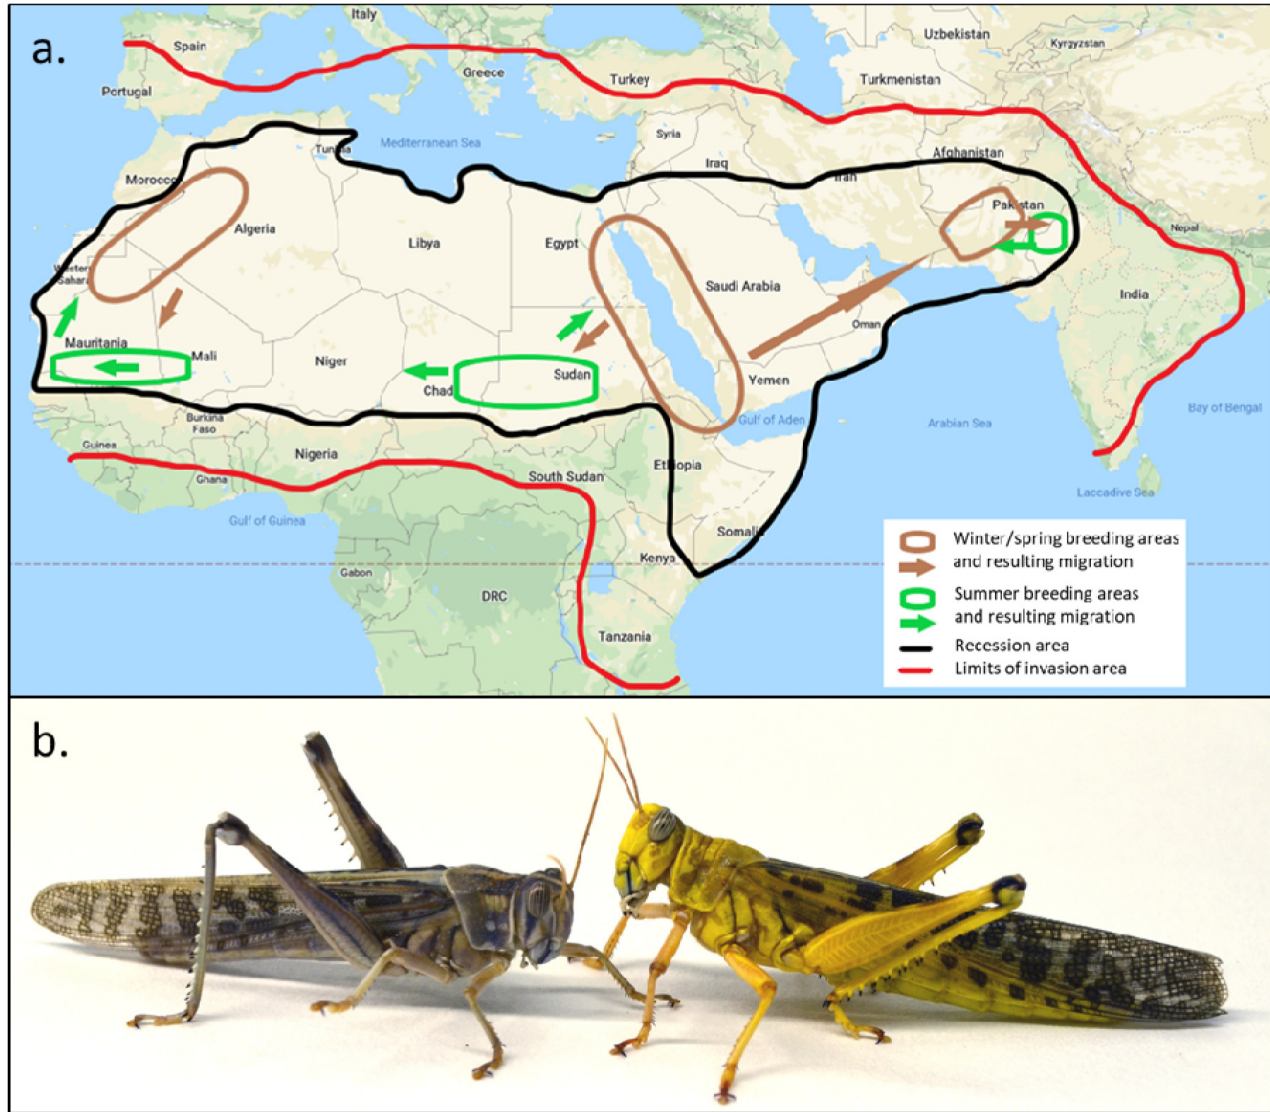 a.
Italy
Uzbekistan
Kyrgyzstan
Spain
Portugal
Greece
Turkey
Turkmenistan
Mediterranean Sea
Syria
Tunisia
Iraq
Afghanistan
Iran
Morocco
Pakistan
Algeria
Libya
Egypt
Nepal
Western
Sahara
Saudi Arabia
India
Oman
Mauritania
Mali
Niger
Chad
Sudan
Yemen
Burkina
Faso
Gulf of Aden
Arabian Sea
Bay of Bengal
Guinea
Nigeria
Ghana
South Sudan
Ethiopia
Laccadive Sea
Gulf of Guinea
Somali
Kenya
Gabon
DRC
Tanzania
Winter/spring breeding areas
and resulting migration
Summer breeding areas
and resulting migration
Recession area
Limits of invasion area
b.